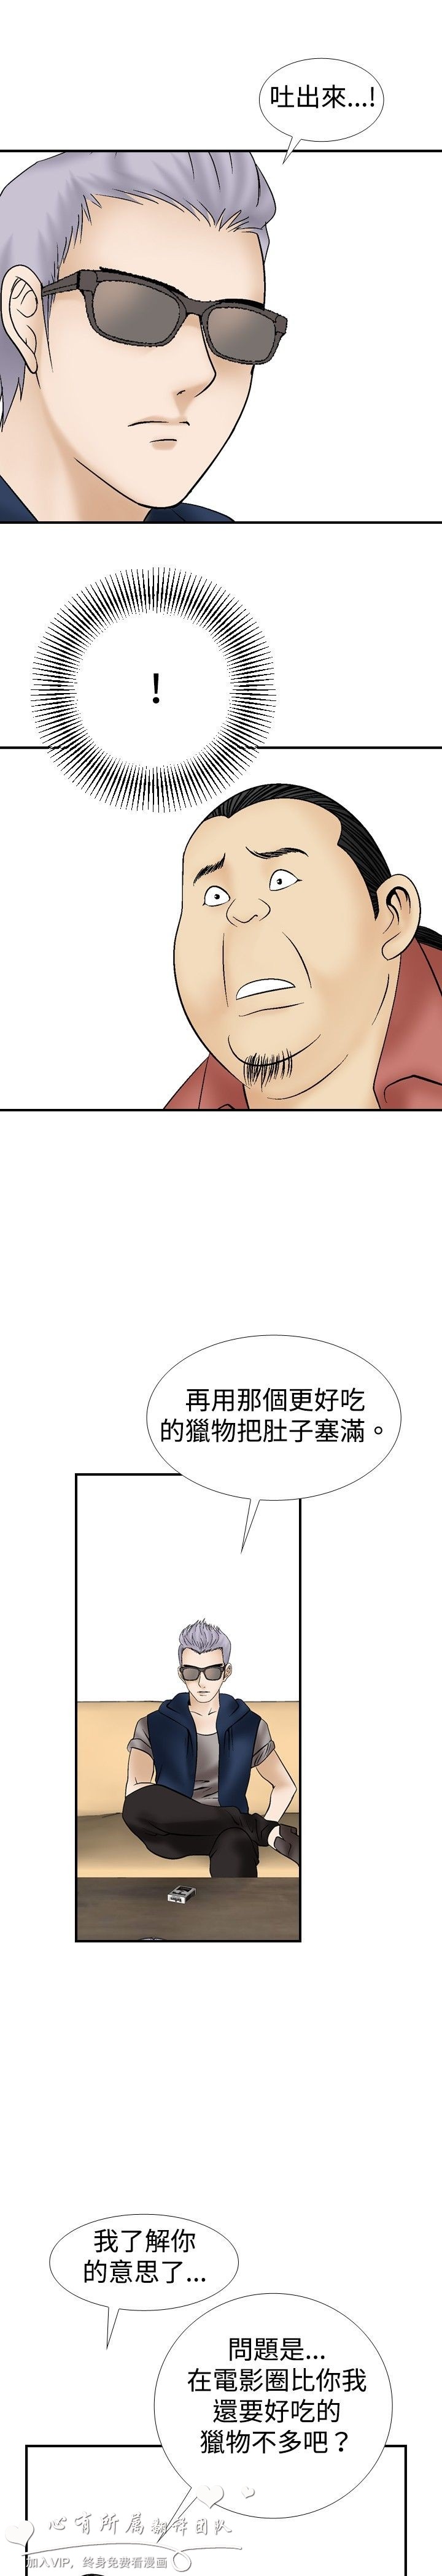 吐出來...!
!
再用那個更好吃
的獵物把肚子塞滿。
我了解你
的意思了...
問題是...
在電影圈比你我
還要好吃的
獵物不多吧？
心有所属翻译团队
加入VIP，终身免费看漫画